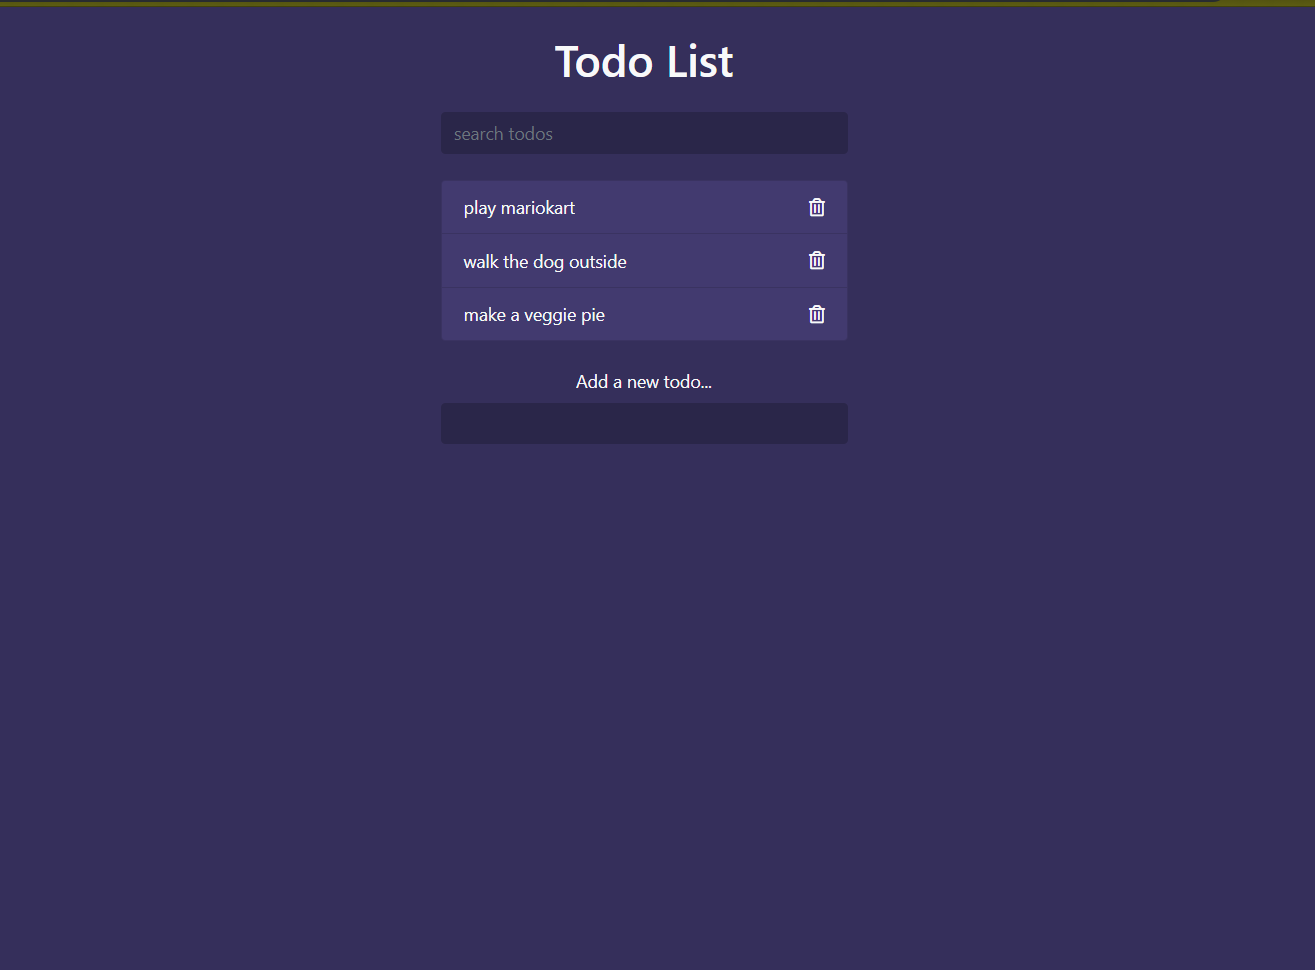 Todo List
search todos
play mariokart
walk the dog outside
make a veggie pie
Add a new todo...